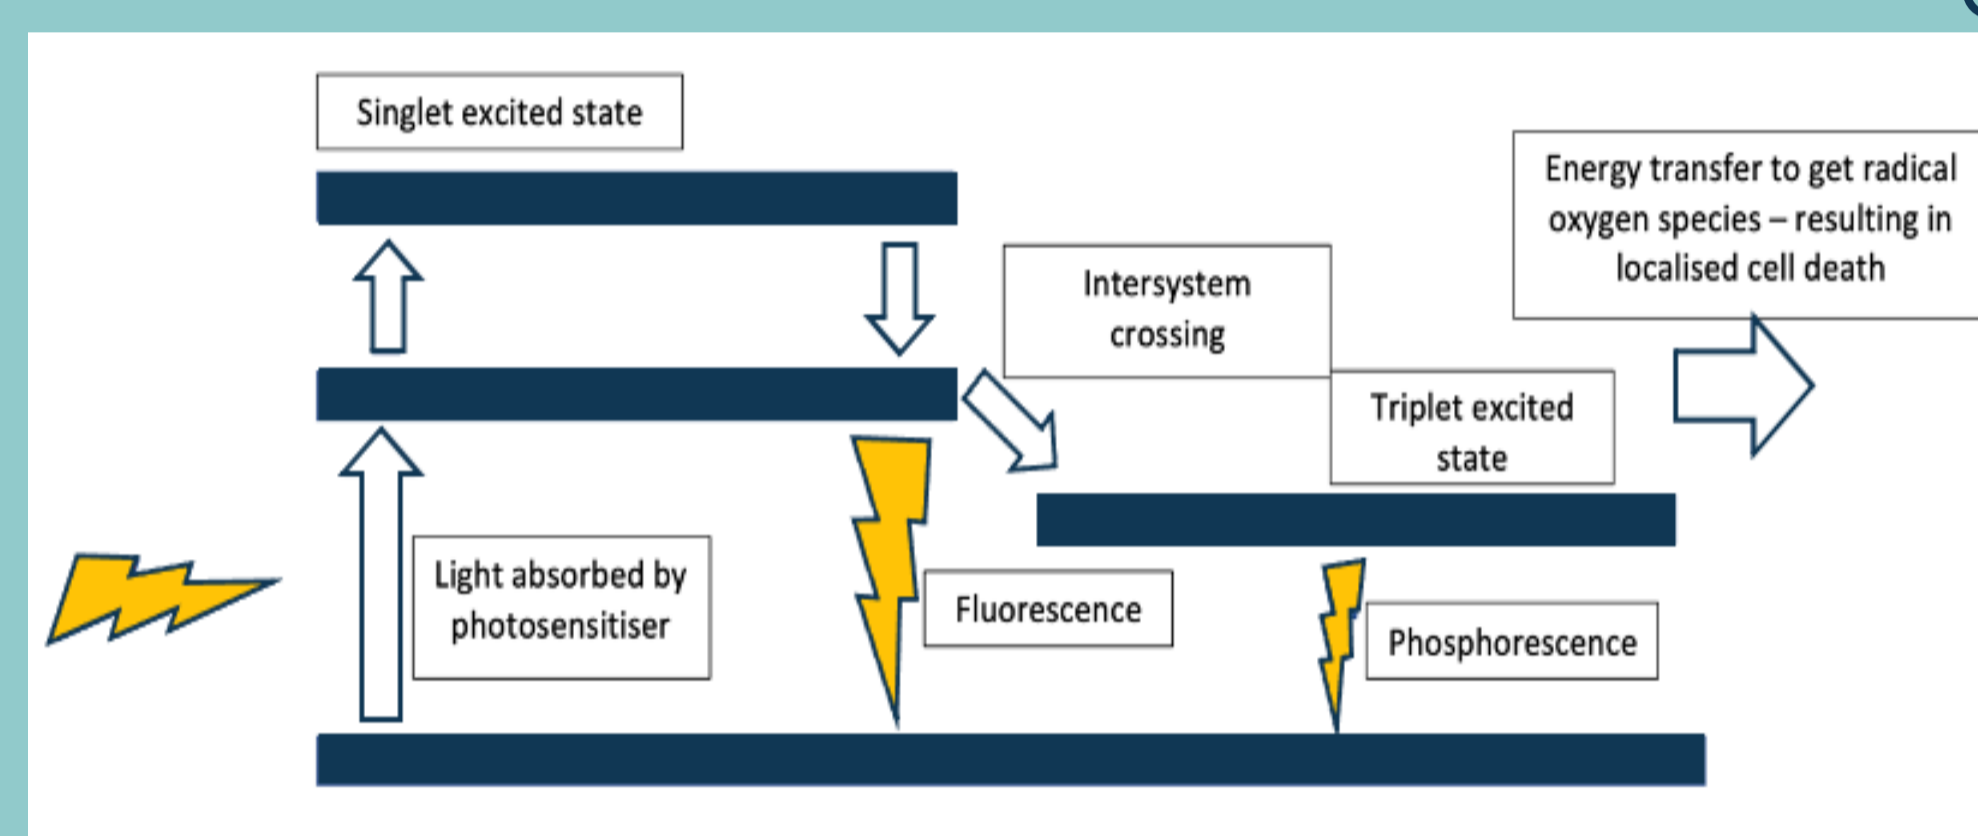 Singlet excited state
Energy transfer to get radical
oxygen species – resulting in
localised cell death
Intersystem
crossing
Triplet excited
state
Light absorbed by
photosensitiser
Fluorescence
Phosphorescence